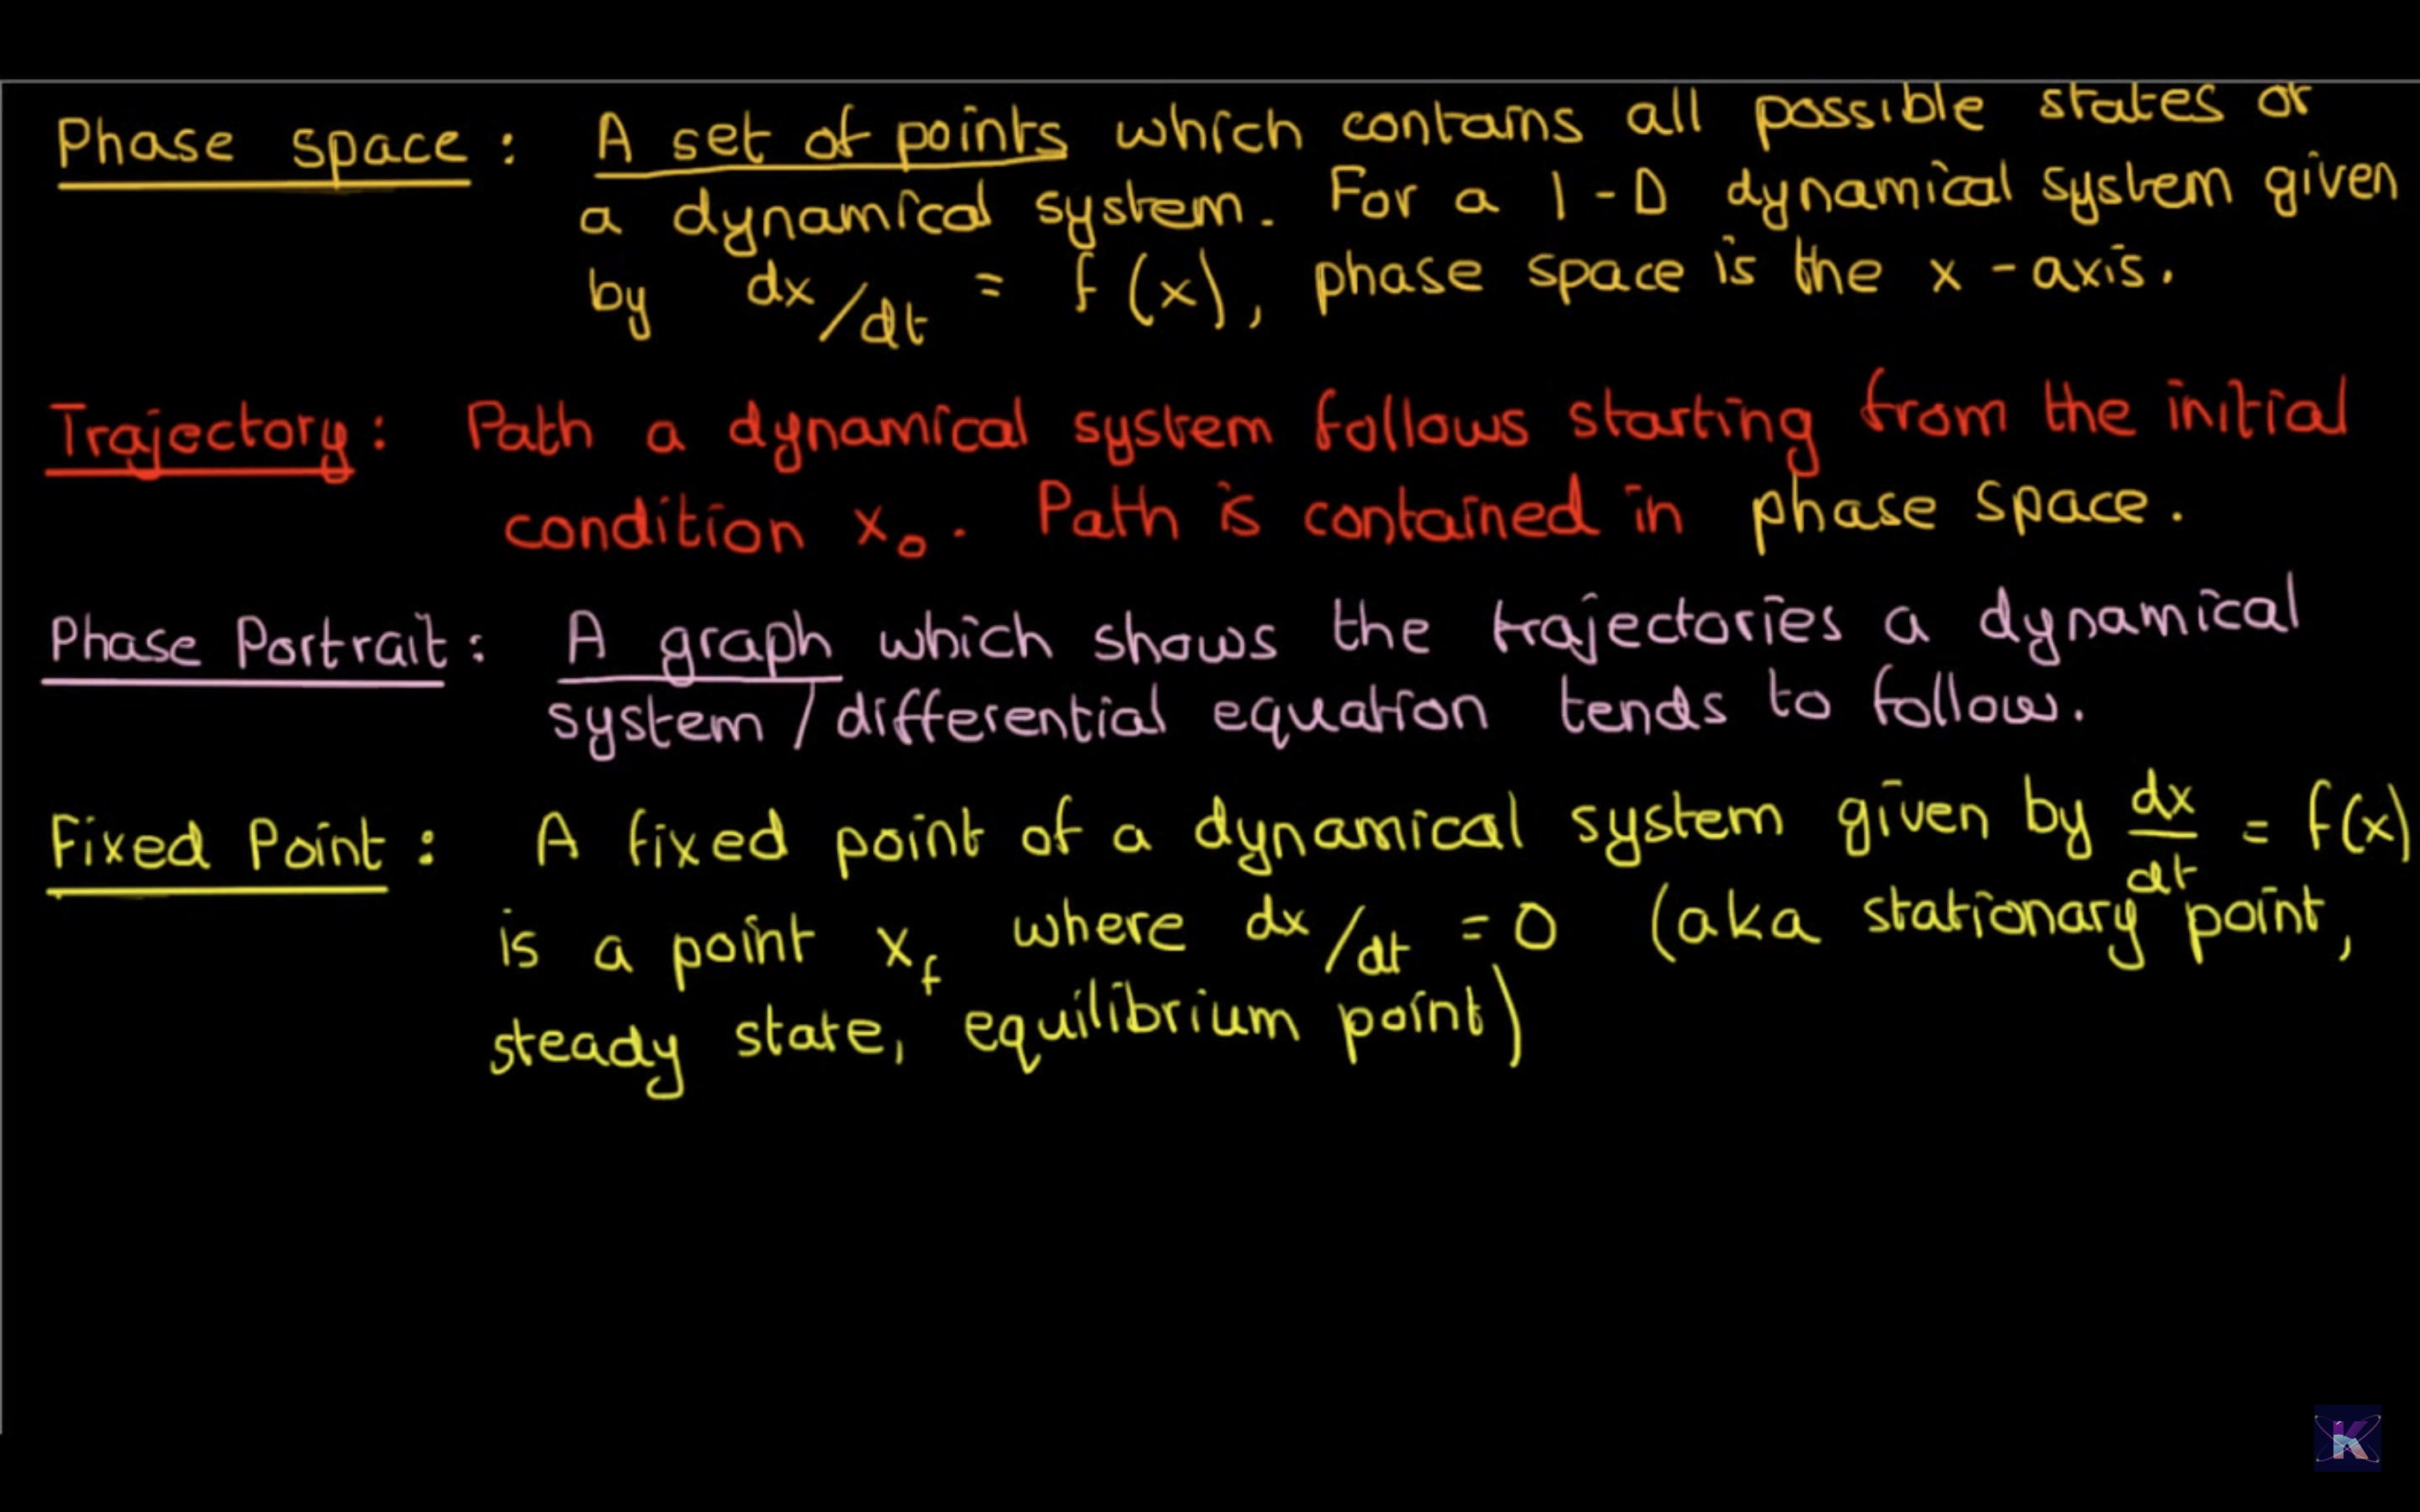 Phase space : A set of points which contains all possible states of
a dynamical system. For a 1-D dynamical system given
by dx/dt = f(x), phase space is the x-axis.
Trajectory : Path a dynamical system follows starting from the initial
condition x₀. Path is contained in phase space.
Phase Portrait : A graph which shows the trajectories a dynamical
system / differential equation tends to follow.
Fixed Point : A fixed point of a dynamical system given by dx/dt = f(x)
is a point x_f where dx/dt = 0 (aka stationary point,
steady state, equilibrium point)
K